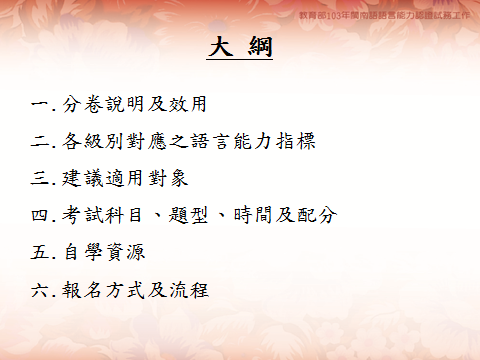 教育部103年閩南語語言能力認證試務工作
大 綱
一.分卷說明及效用
二.各級別對應之語言能力指標
三.建議適用對象
四.考試科目、題型、時間及配分
五.自學資源
六.報名方式及流程